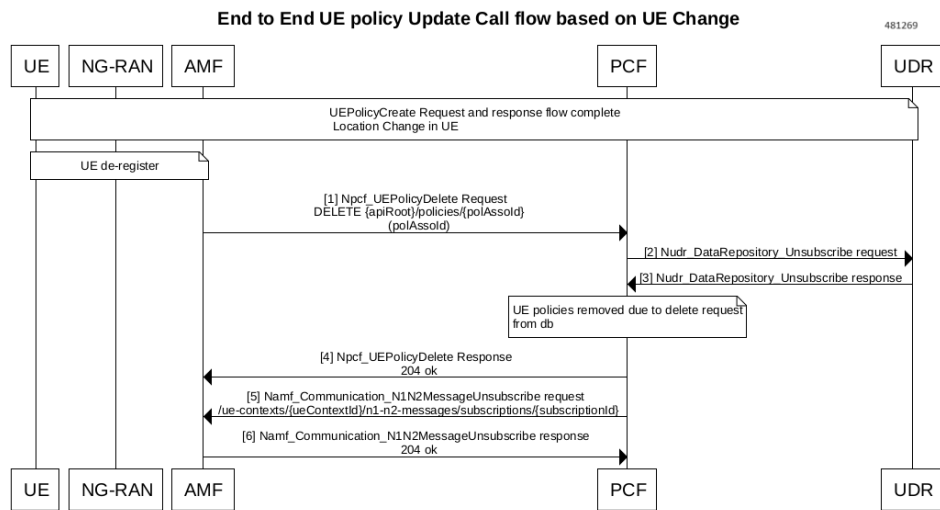 End to End UE policy Update Call flow based on UE Change
481269
UE
NG-RAN
AMF
PCF
UDR
UEPolicyCreate Request and response flow complete
Location Change in UE
UE de-register
[1] Npcf_UEPolicyDelete Request
DELETE {apiRoot}/policies/{polAssoId}
(polAssoId)
[2] Nudr_DataRepository_Unsubscribe request
[3] Nudr_DataRepository_Unsubscribe response
UE policies removed due to delete request
from db
[4] Npcf_UEPolicyDelete Response
204 ok
[5] Namf_Communication_N1N2MessageUnsubscribe request
/ue-contexts/{ueContextId}/n1-n2-messages/subscriptions/{subscriptionId}
[6] Namf_Communication_N1N2MessageUnsubscribe response
204 ok
UE
NG-RAN
AMF
PCF
UDR